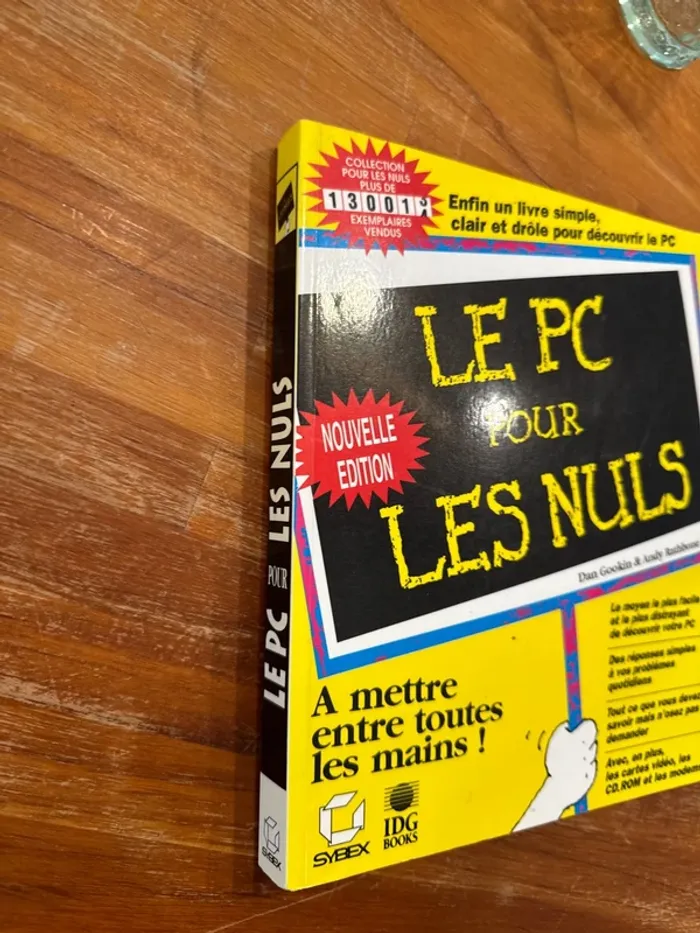 COLLECTION
POUR LES NULS
PLUS DE
13001
EXEMPLAIRES
VENDUS
Enfin un livre simple,
clair et drôle pour découvrir le PC
LE PC
POUR
LES NULS
NOUVELLE
EDITION
Dan Gookin & Andy Rathbone
LE PC POUR LES NULS
A mettre
entre toutes
les mains !
Le moyen le plus facile
et le plus distrayant
de découvrir votre PC
Des réponses simples
à vos problèmes
quotidiens
Tout ce que vous devez
savoir mais n'osez pas
demander
Avec, en plus,
les cartes vidéo, les
CD.ROM et les modems
SYBEX
IDG
BOOKS
SYBEX